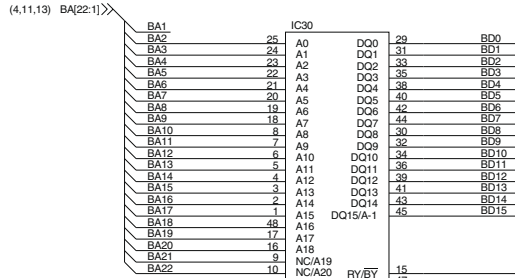 (4,11,13) BA[22:1]
IC30
BA1
BA2 25 A0 DQ0 29 BD0
BA3 24 A1 DQ1 31 BD1
BA4 23 A2 DQ2 33 BD2
BA5 22 A3 DQ3 35 BD3
BA6 21 A4 DQ4 38 BD4
BA7 20 A5 DQ5 40 BD5
BA8 19 A6 DQ6 42 BD6
BA9 18 A7 DQ7 44 BD7
BA10 8 A8 DQ8 30 BD8
BA11 7 A9 DQ9 32 BD9
BA12 6 A10 DQ10 34 BD10
BA13 5 A11 DQ11 36 BD11
BA14 4 A12 DQ12 39 BD12
BA15 3 A13 DQ13 41 BD13
BA16 2 A14 DQ14 43 BD14
BA17 1 A15 DQ15/A-1 45 BD15
BA18 48 A16
BA19 17 A17
BA20 16 A18
BA21 9 NC/A19
BA22 10 NC/A20 RY/BY 15